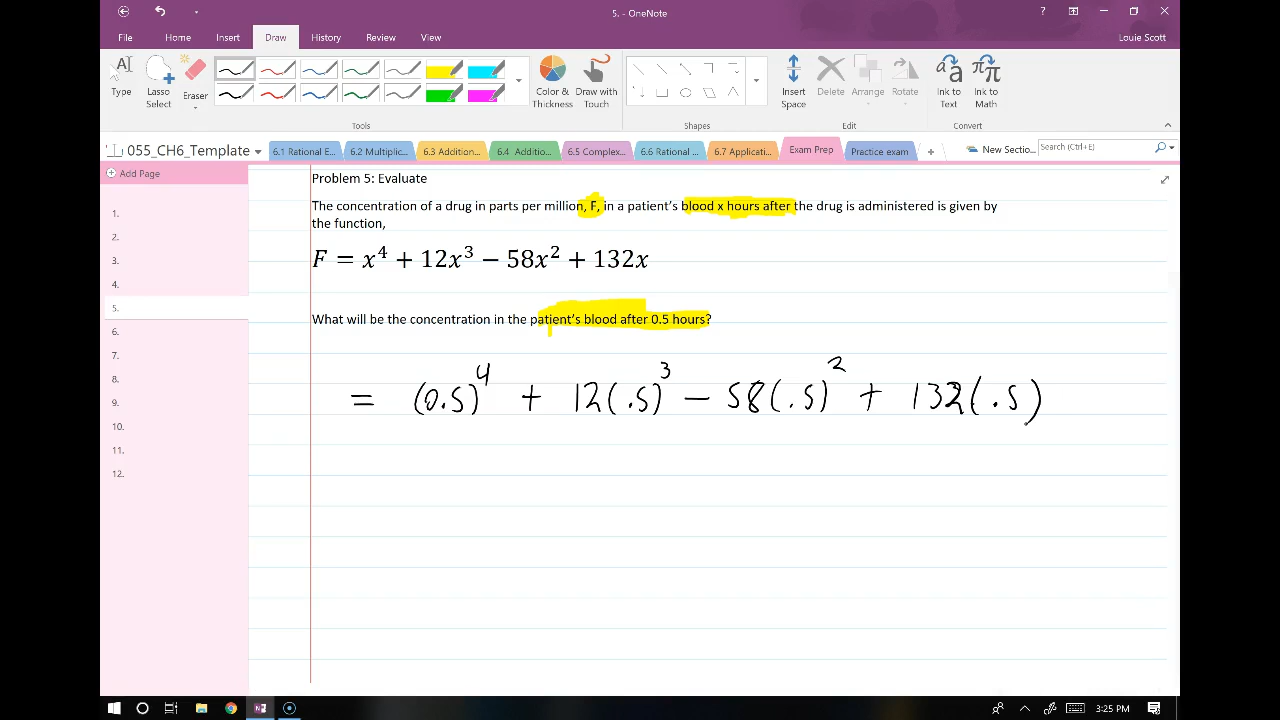 5. - OneNote
?
File Home Insert Draw History Review View
Louie Scott
Type
Lasso Select
Eraser
Color & Thickness
Draw with Touch
Insert Space
Delete
Arrange
Rotate
Ink to Text
Ink to Math
Tools
Shapes
Edit
Convert
055_CH6_Template
6.1 Rational E...
6.2 Multiplic...
6.3 Addition...
6.4 Additio...
6.5 Complex...
6.6 Rational ...
6.7 Applicati...
Exam Prep
Practice exam
+
New Sectio...
Search (Ctrl+E)
Add Page
1.
2.
3.
4.
5.
6.
7.
8.
9.
10.
11.
12.
Problem 5: Evaluate
The concentration of a drug in parts per million, F, in a patient's blood x hours after the drug is administered is given by
the function,
F = x⁴ + 12x³ − 58x² + 132x
What will be the concentration in the patient's blood after 0.5 hours?
= (0.5)⁴ + 12(.5)³ − 58(.5)² + 132(.5)
3:25 PM